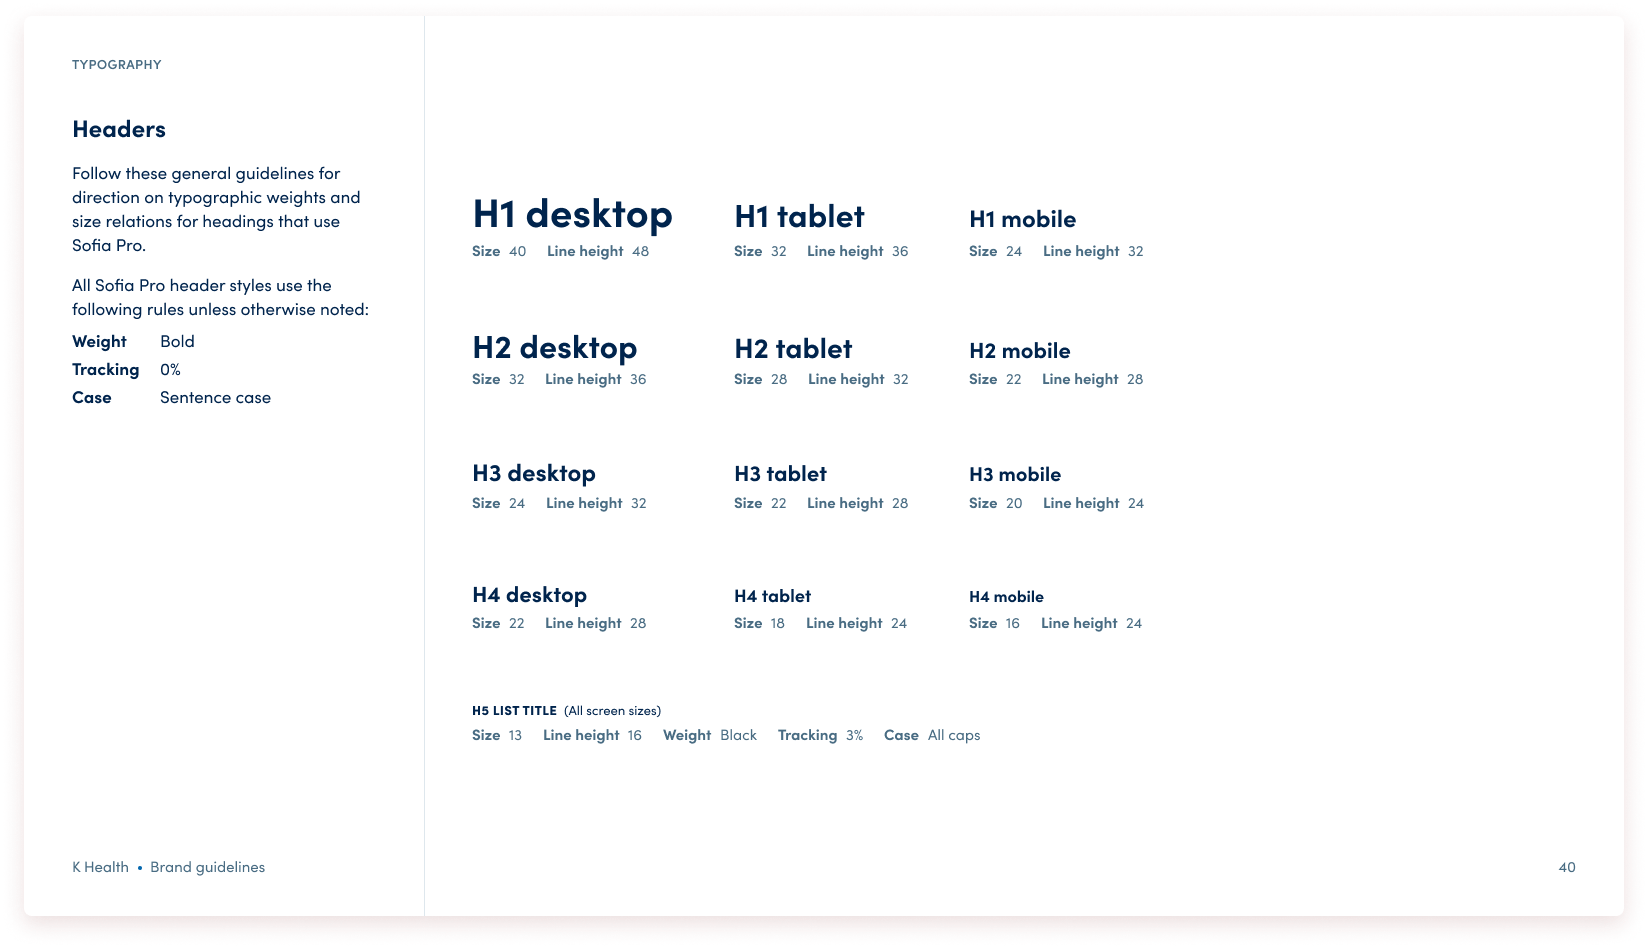 TYPOGRAPHY
Headers
Follow these general guidelines for
direction on typographic weights and
size relations for headings that use
Sofia Pro.
All Sofia Pro header styles use the
following rules unless otherwise noted:
Weight Bold
Tracking 0%
Case Sentence case
H1 desktop H1 tablet H1 mobile
Size 40 Line height 48 Size 32 Line height 36 Size 24 Line height 32
H2 desktop H2 tablet H2 mobile
Size 32 Line height 36 Size 28 Line height 32 Size 22 Line height 28
H3 desktop H3 tablet H3 mobile
Size 24 Line height 32 Size 22 Line height 28 Size 20 Line height 24
H4 desktop H4 tablet H4 mobile
Size 22 Line height 28 Size 18 Line height 24 Size 16 Line height 24
H5 LIST TITLE (All screen sizes)
Size 13 Line height 16 Weight Black Tracking 3% Case All caps
K Health • Brand guidelines
40